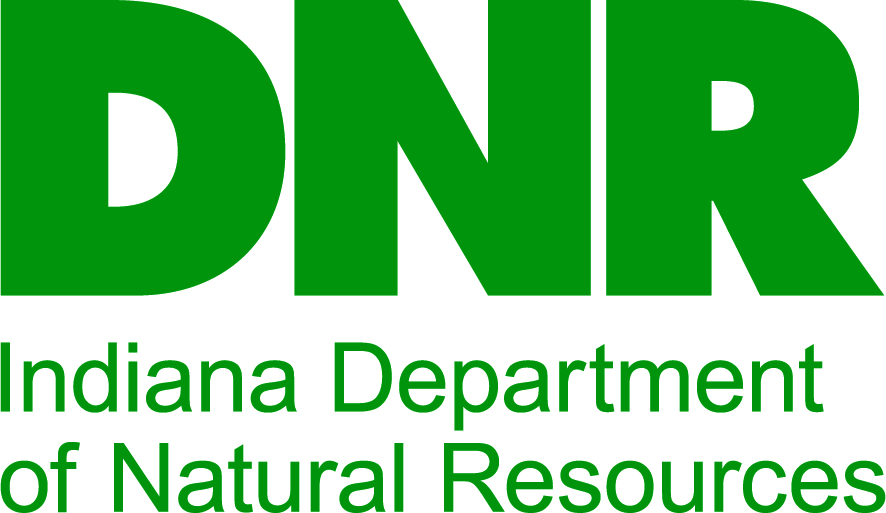 DNR
Indiana Department
of Natural Resources